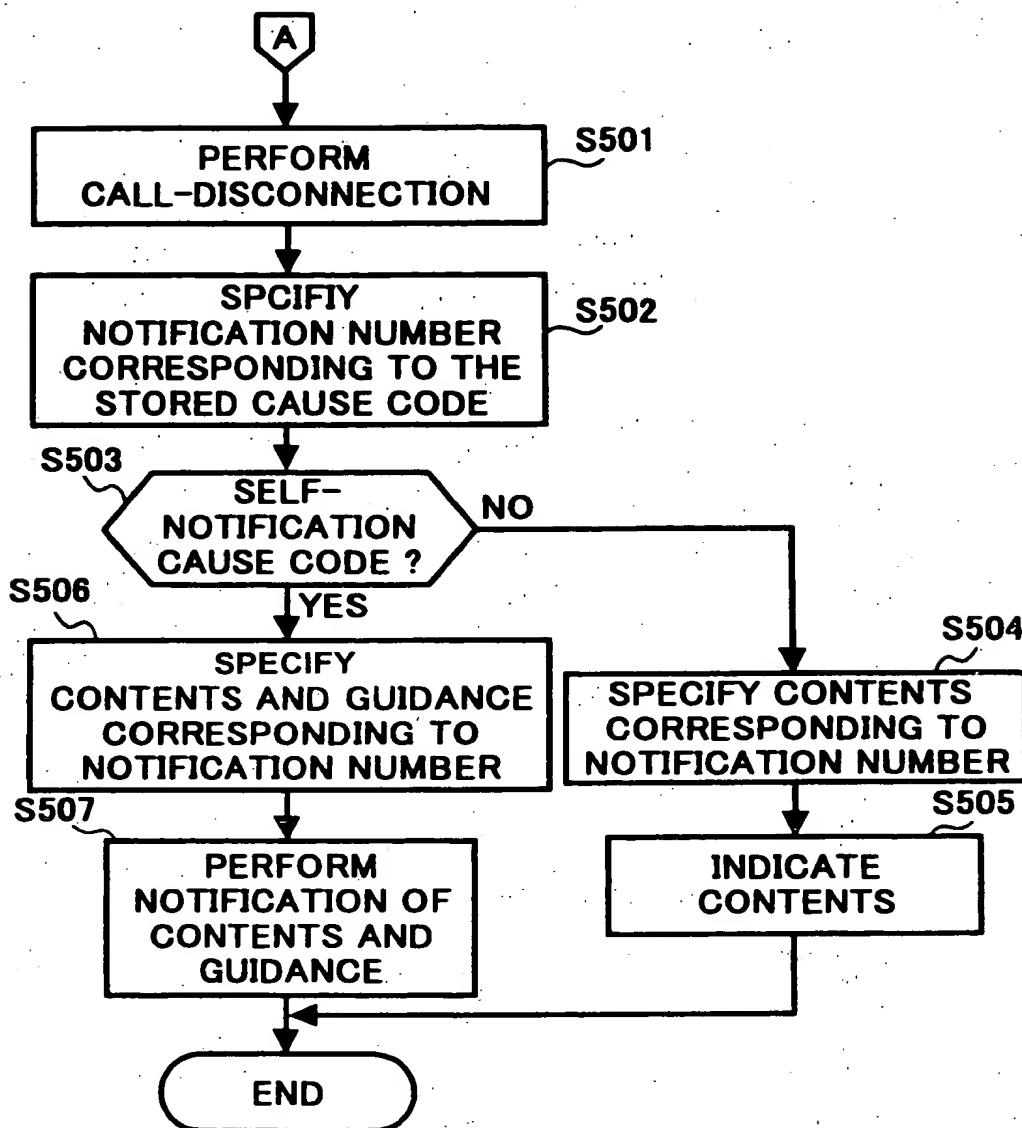 A
S501
PERFORM
CALL-DISCONNECTION
S502
SPCIFIY
NOTIFICATION NUMBER
CORRESPONDING TO THE
STORED CAUSE CODE
S503
SELF-
NOTIFICATION
CAUSE CODE ?
NO
YES
S506
SPECIFY
CONTENTS AND GUIDANCE
CORRESPONDING TO
NOTIFICATION NUMBER
S504
SPECIFY CONTENTS
CORRESPONDING TO
NOTIFICATION NUMBER
S507
PERFORM
NOTIFICATION OF
CONTENTS AND
GUIDANCE
S505
INDICATE
CONTENTS
END